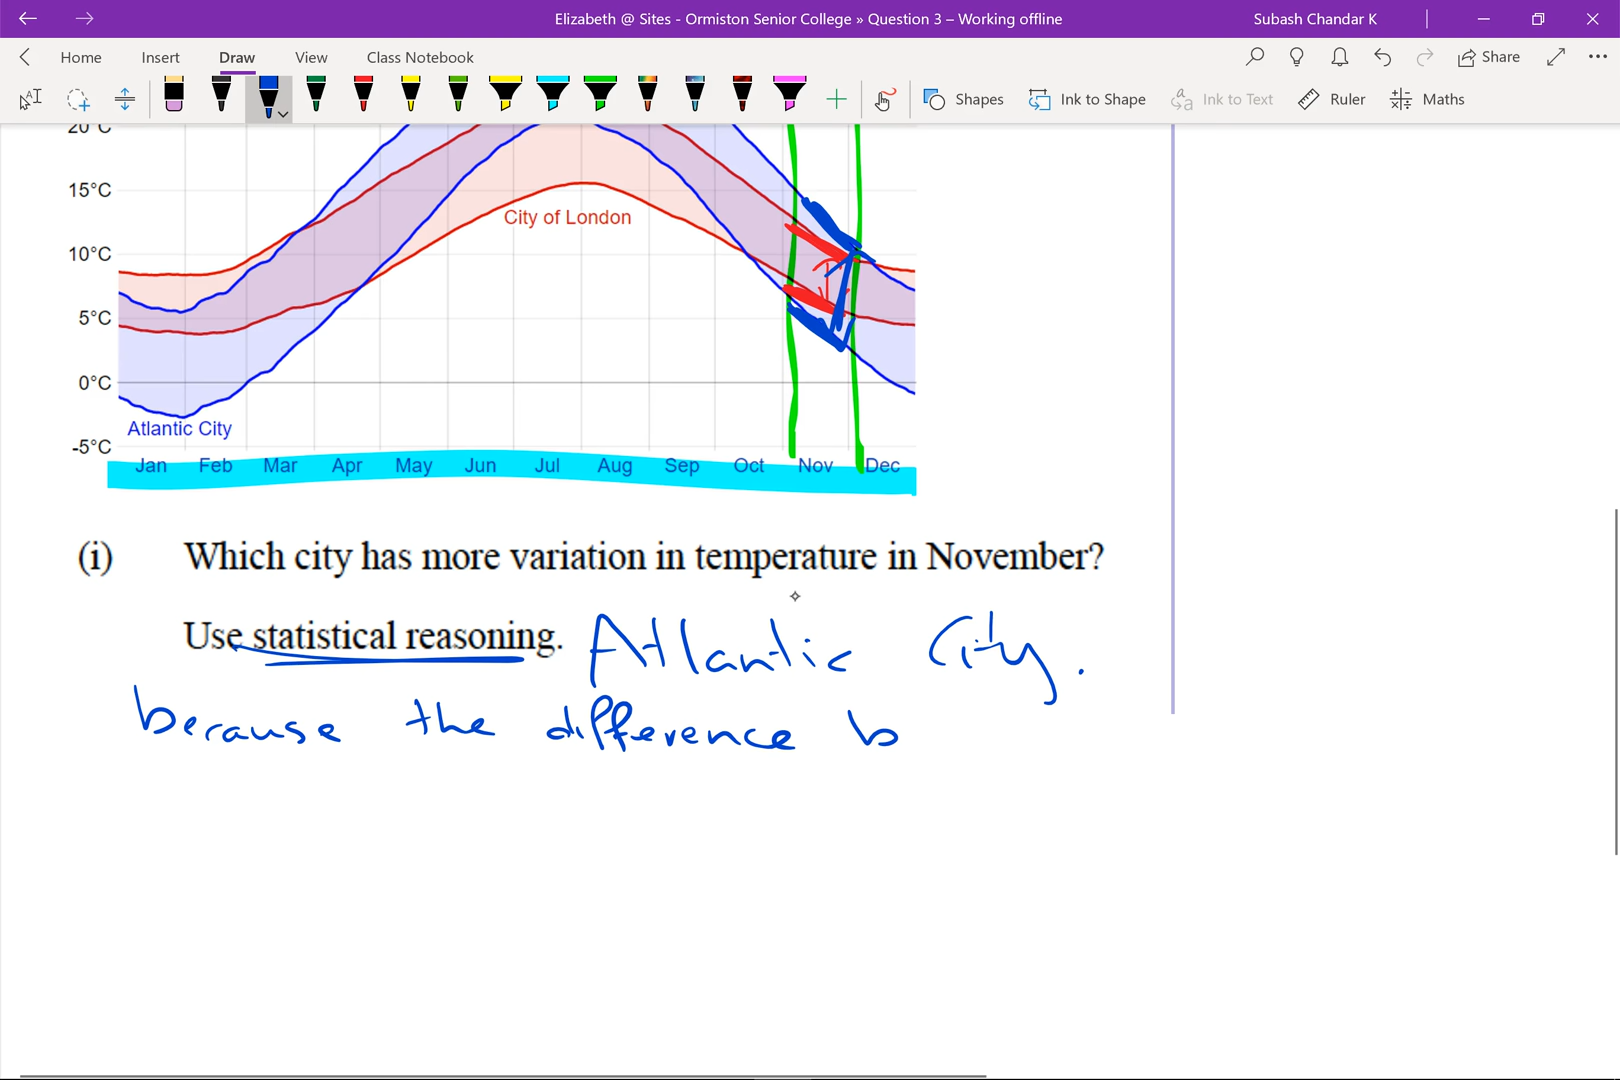 Elizabeth @ Sites - Ormiston Senior College » Question 3 – Working offline
Subash Chandar K
Home Insert Draw View Class Notebook
Share
Shapes Ink to Shape Ink to Text Ruler Maths
20°C
15°C
City of London
10°C
5°C
0°C
Atlantic City
-5°C
Jan Feb Mar Apr May Jun Jul Aug Sep Oct Nov Dec
(i) Which city has more variation in temperature in November?
Use statistical reasoning. Atlantic City.
because the difference b